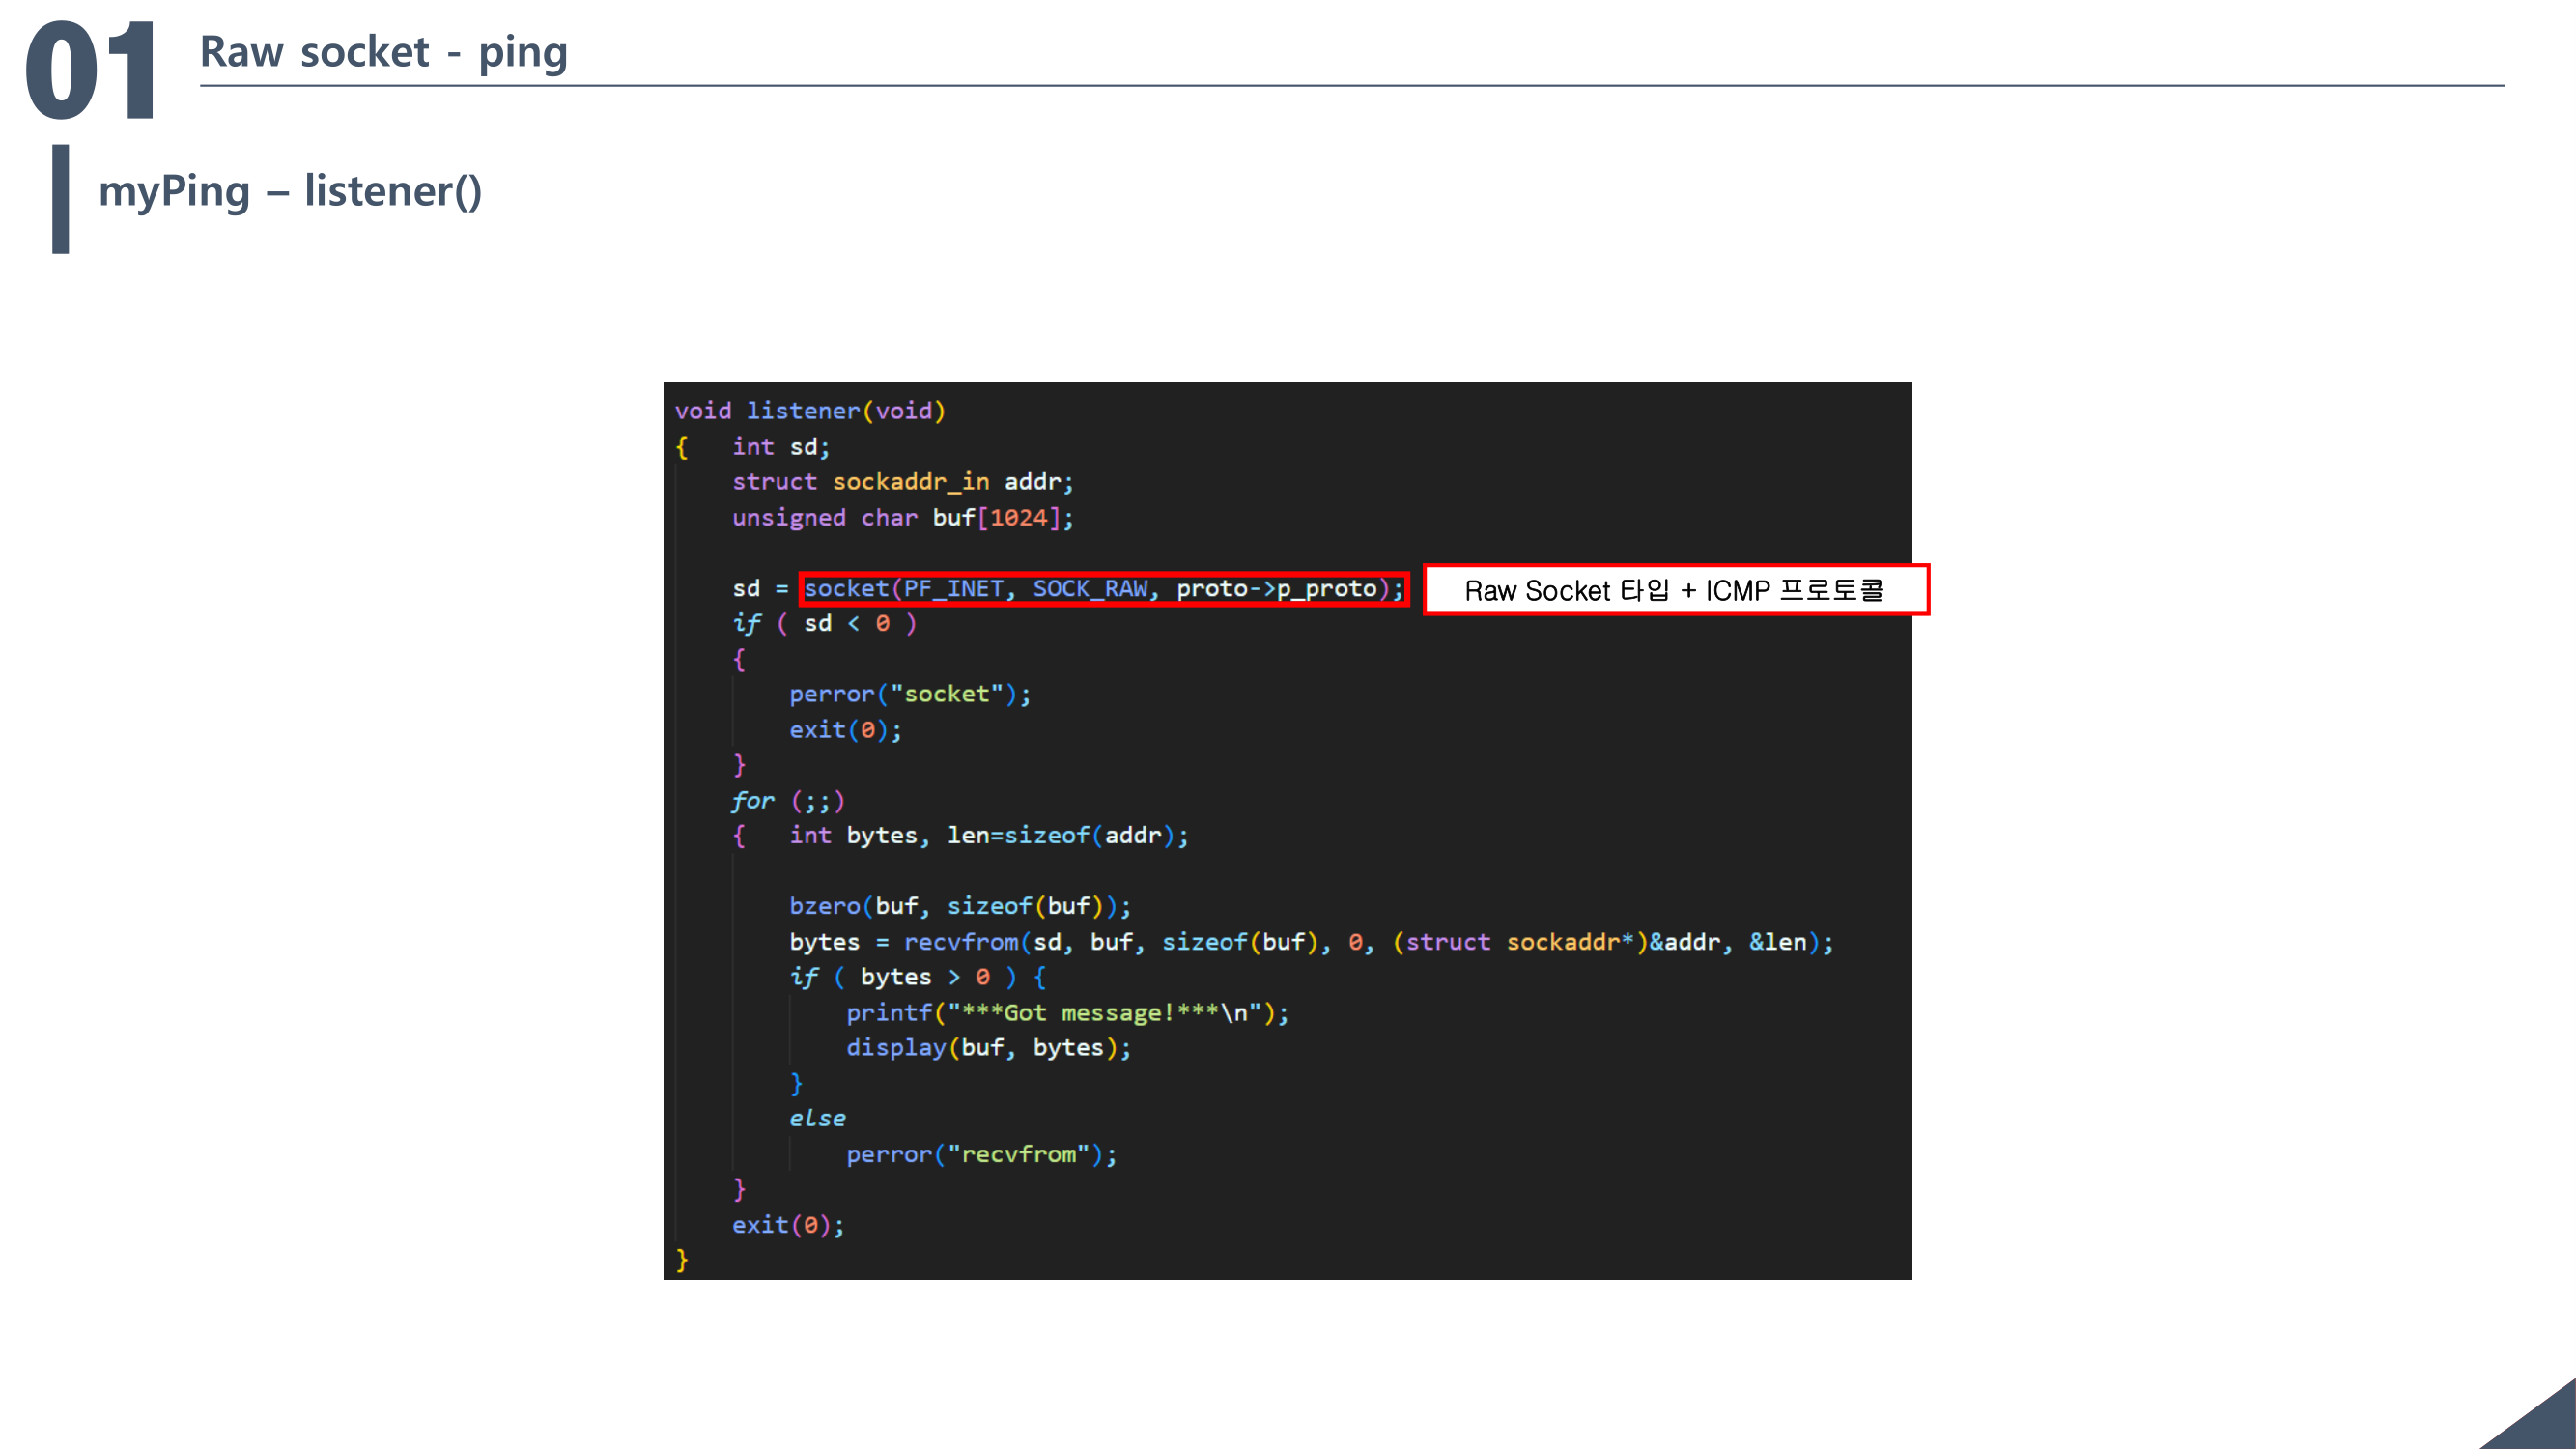 01
Raw socket - ping
myPing – listener()
void listener(void)
{   int sd;
    struct sockaddr_in addr;
    unsigned char buf[1024];
    sd = socket(PF_INET, SOCK_RAW, proto->p_proto);
Raw Socket 타입 + ICMP 프로토콜
    if ( sd < 0 )
    {
        perror("socket");
        exit(0);
    }
    for (;;)
    {   int bytes, len=sizeof(addr);
        bzero(buf, sizeof(buf));
        bytes = recvfrom(sd, buf, sizeof(buf), 0, (struct sockaddr*)&addr, &len);
        if ( bytes > 0 ) {
            printf("***Got message!***\n");
            display(buf, bytes);
        }
        else
            perror("recvfrom");
    }
    exit(0);
}